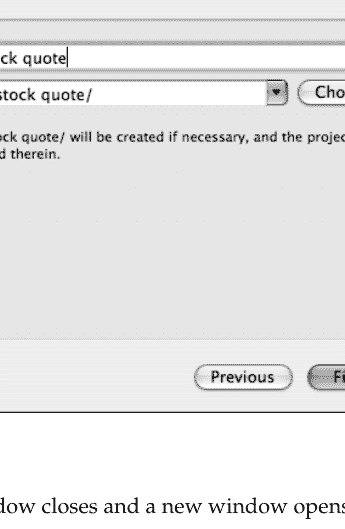 ck quote
stock quote/
Cho
ock quote/ will be created if necessary, and the projec
d therein.
Previous
Fi
dow closes and a new window opens